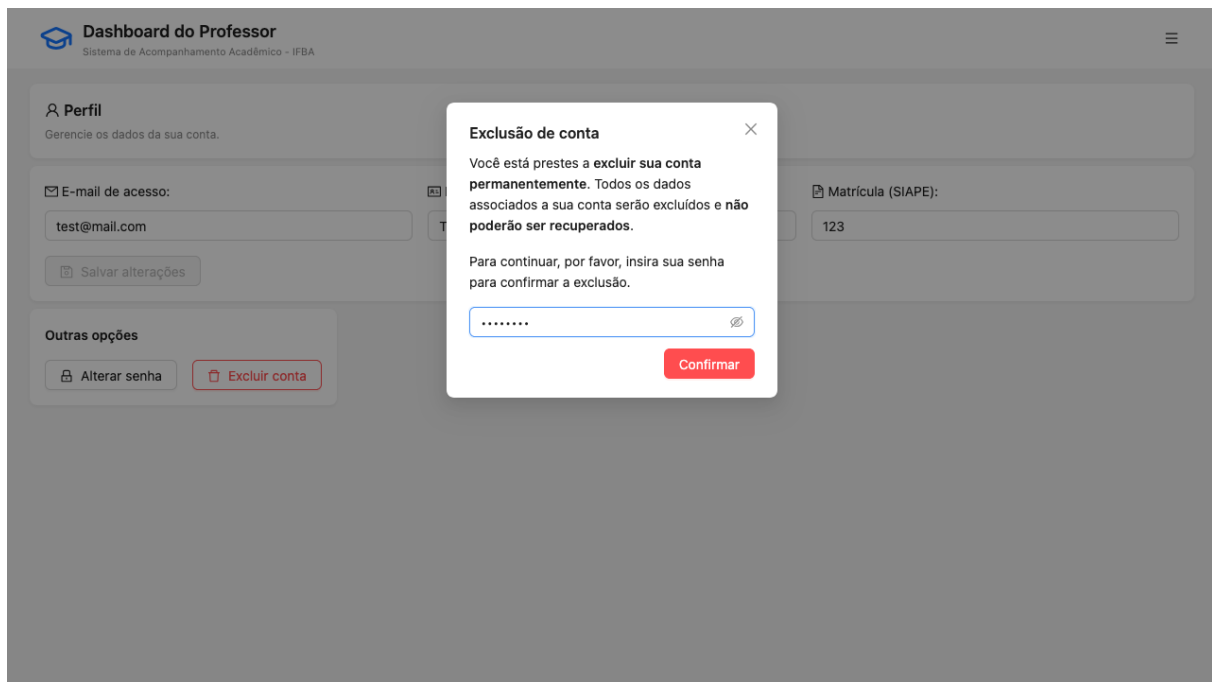 Dashboard do Professor
Sistema de Acompanhamento Acadêmico - IFBA
Perfil
Gerencie os dados da sua conta.
E-mail de acesso:
test@mail.com
Matrícula (SIAPE):
123
Salvar alterações
Outras opções
Alterar senha
Excluir conta
Exclusão de conta
Você está prestes a excluir sua conta
permanentemente. Todos os dados
associados a sua conta serão excluídos e não
poderão ser recuperados.
Para continuar, por favor, insira sua senha
para confirmar a exclusão.
••••••••
Confirmar